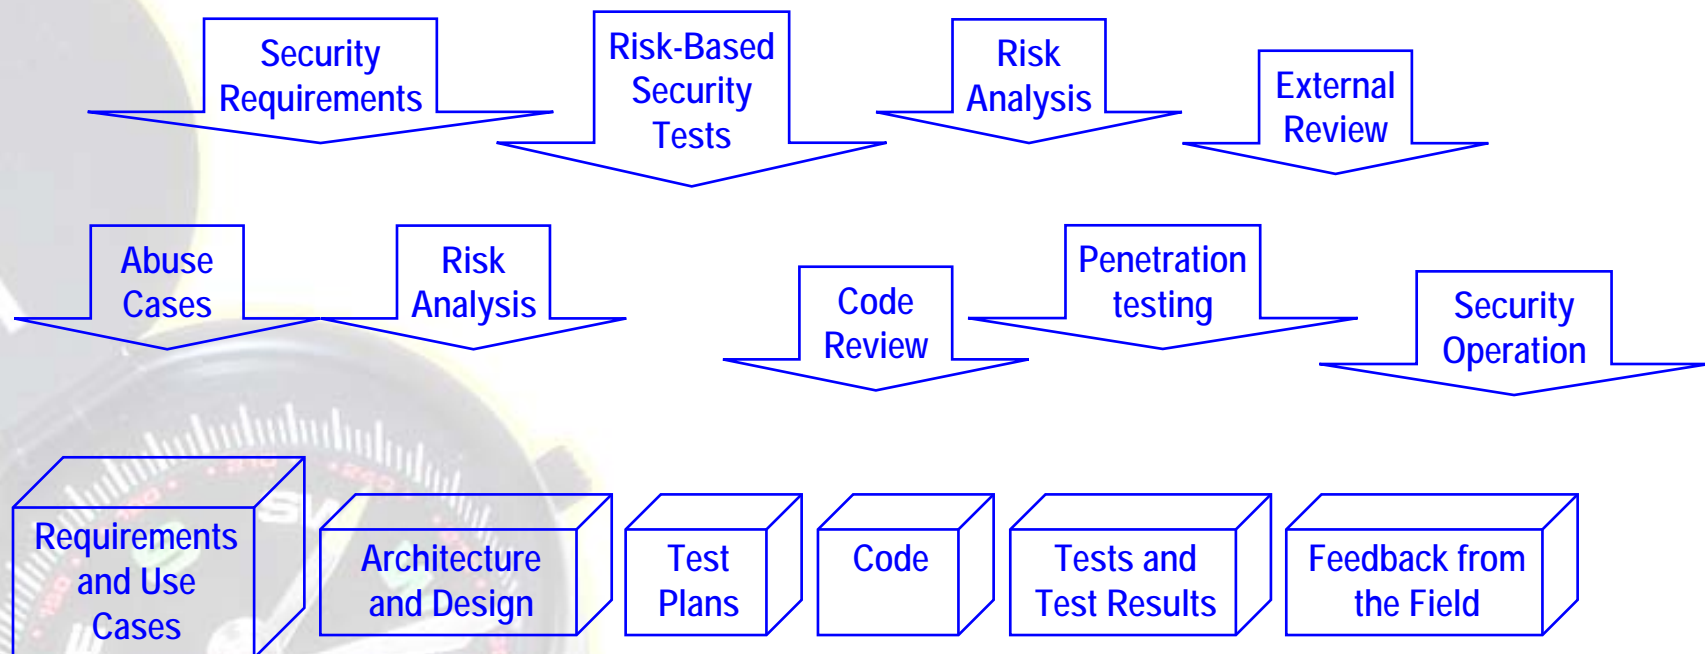 Security
Requirements
Risk-Based
Security
Tests
Risk
Analysis
External
Review
Abuse
Cases
Risk
Analysis
Code
Review
Penetration
testing
Security
Operation
Requirements
and Use
Cases
Architecture
and Design
Test
Plans
Code
Tests and
Test Results
Feedback from
the Field